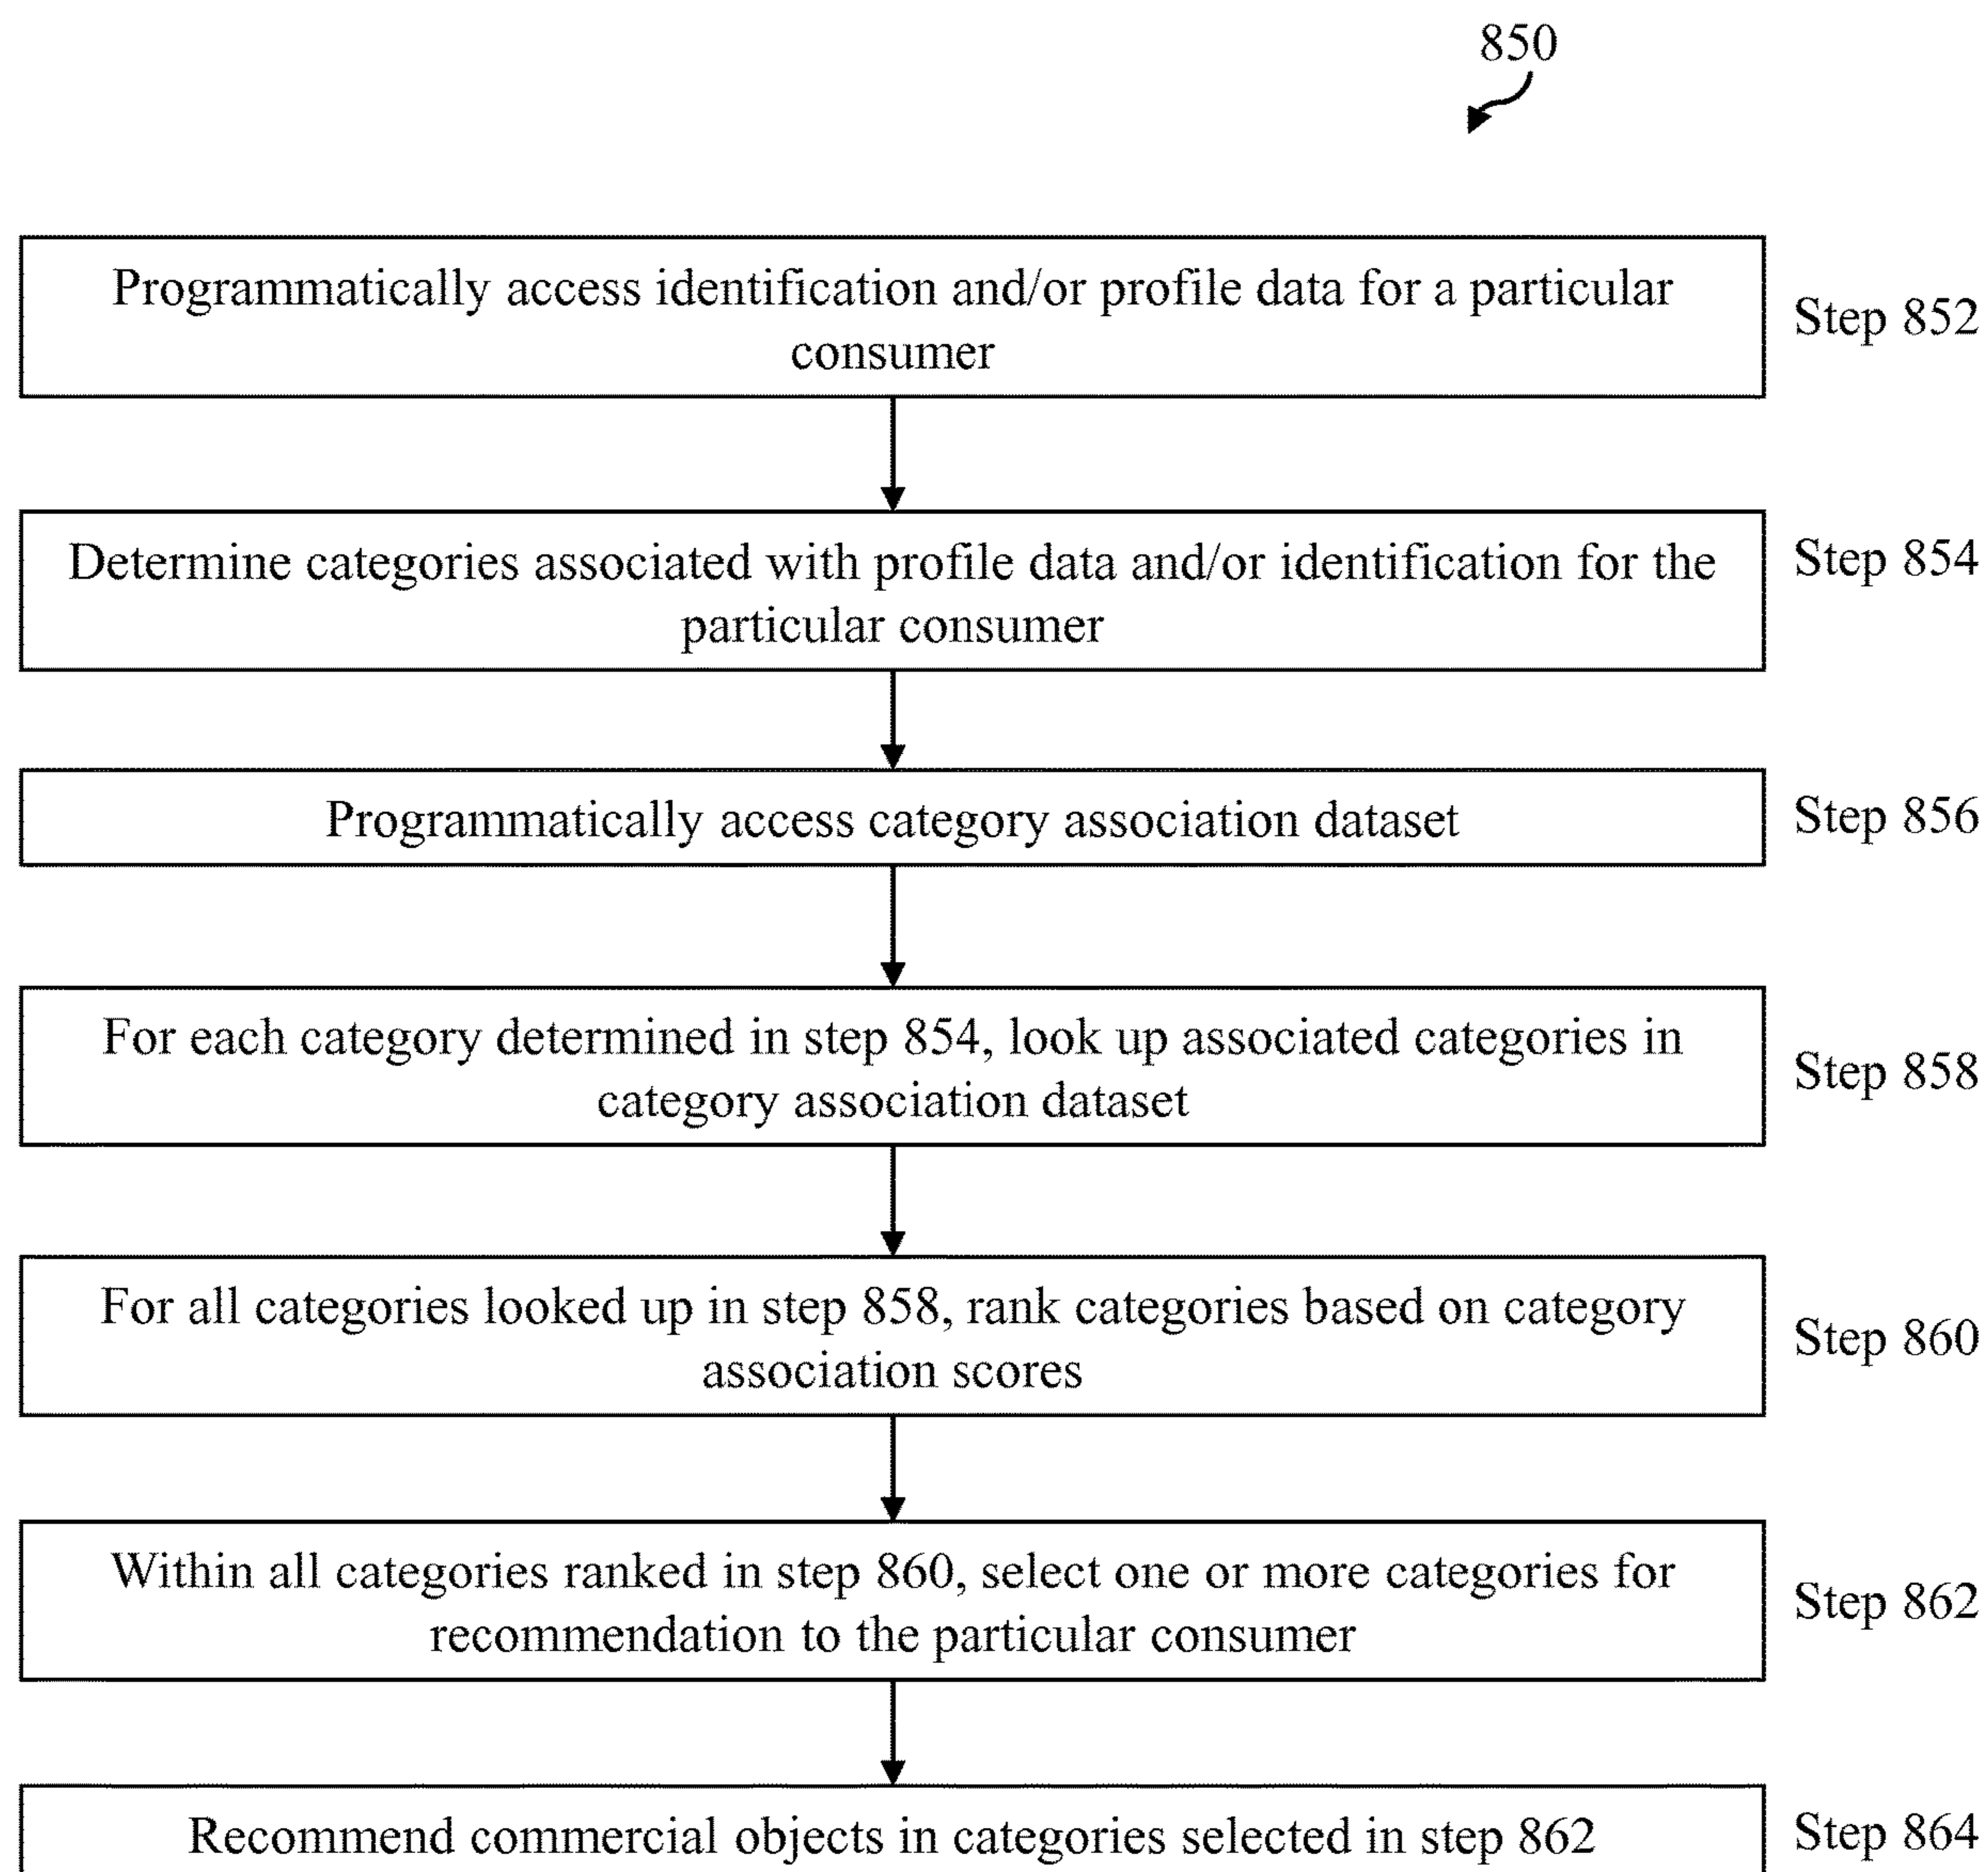 850
Programmatically access identification and/or profile data for a particular
consumer
Step 852
Determine categories associated with profile data and/or identification for the
particular consumer
Step 854
Programmatically access category association dataset
Step 856
For each category determined in step 854, look up associated categories in
category association dataset
Step 858
For all categories looked up in step 858, rank categories based on category
association scores
Step 860
Within all categories ranked in step 860, select one or more categories for
recommendation to the particular consumer
Step 862
Recommend commercial objects in categories selected in step 862
Step 864